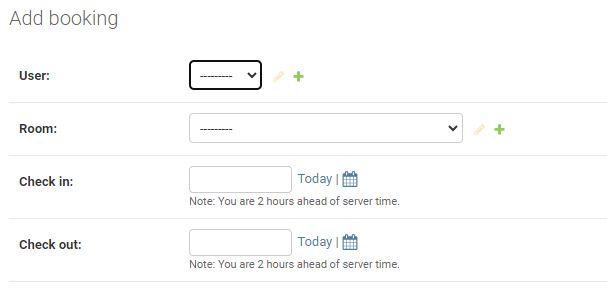 Add booking
User: ---------
Room: ---------
Check in: Today |
Note: You are 2 hours ahead of server time.
Check out: Today |
Note: You are 2 hours ahead of server time.